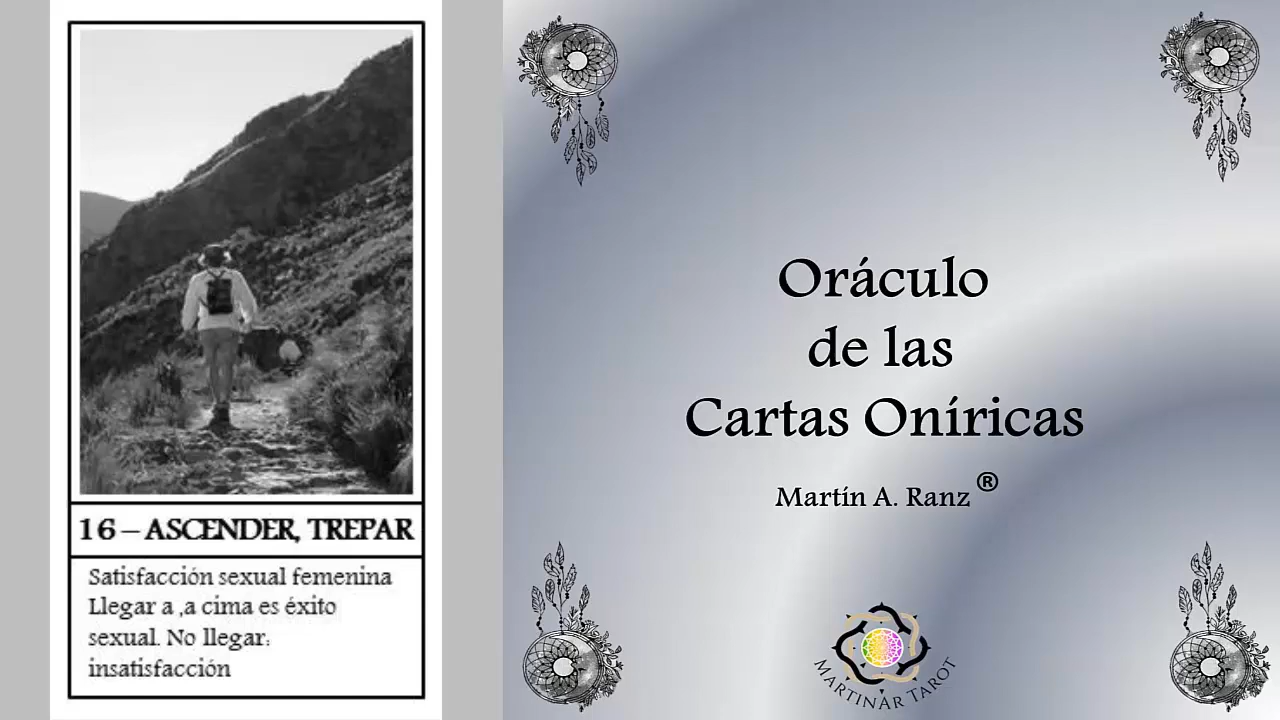 16 – ASCENDER, TREPAR
Satisfacción sexual femenina
Llegar a ,a cima es éxito
sexual. No llegar:
insatisfacción
Oráculo
de las
Cartas Oníricas
Martín A. Ranz ®
MARTINAR TAROT